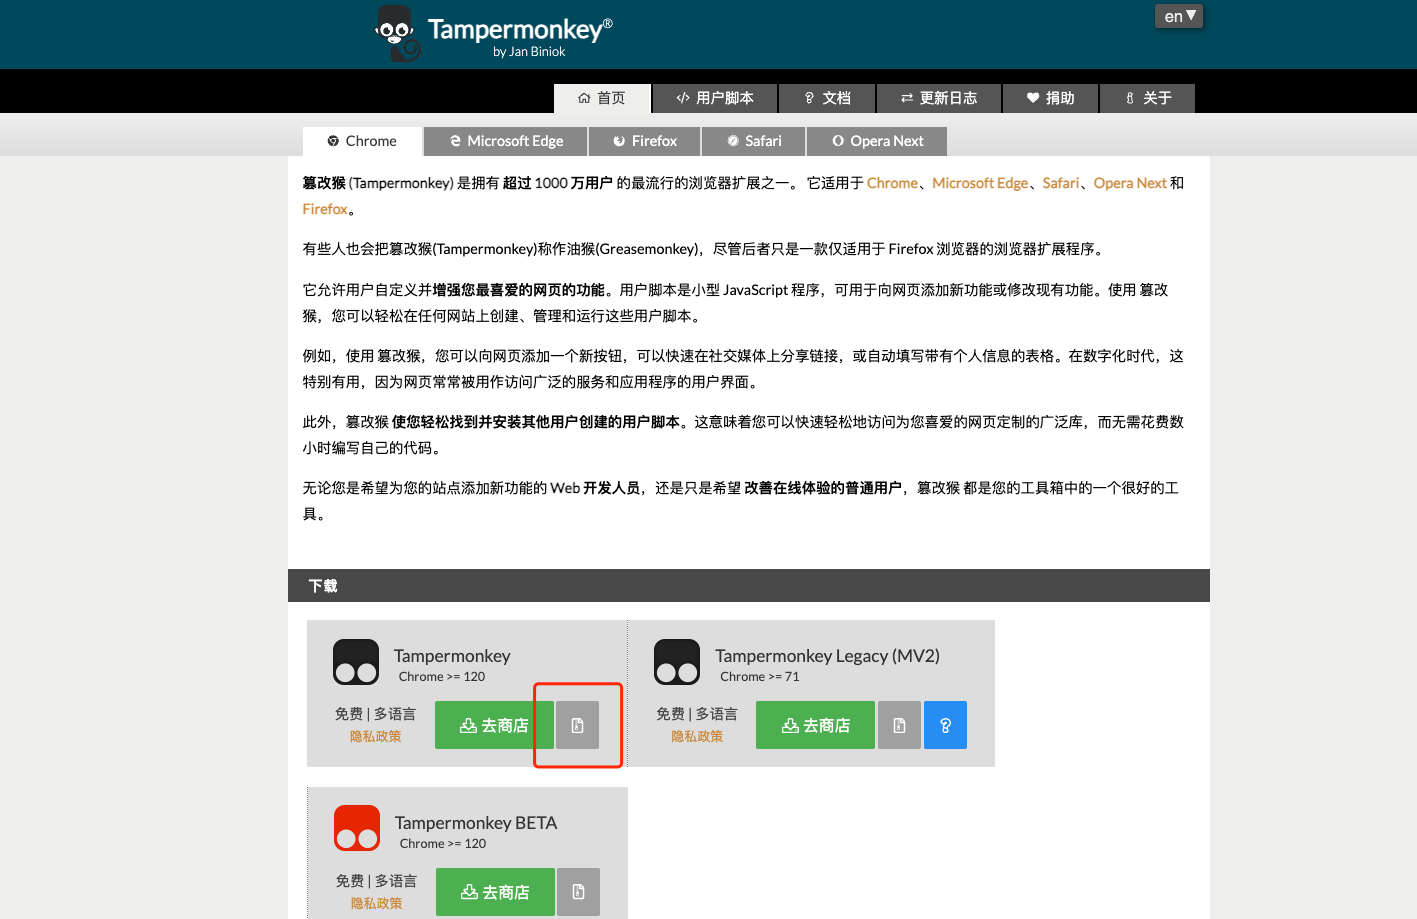 Tampermonkey®
by Jan Biniok
en▼
首页
用户脚本
文档
更新日志
捐助
关于
Chrome
Microsoft Edge
Firefox
Safari
Opera Next
篡改猴 (Tampermonkey) 是拥有 超过 1000 万用户 的最流行的浏览器扩展之一。 它适用于 Chrome、Microsoft Edge、Safari、Opera Next 和
Firefox。
有些人也会把篡改猴(Tampermonkey)称作油猴(Greasemonkey)，尽管后者只是一款仅适用于 Firefox 浏览器的浏览器扩展程序。
它允许用户自定义并增强您最喜爱的网页的功能。用户脚本是小型 JavaScript 程序，可用于向网页添加新功能或修改现有功能。使用 篡改
猴，您可以轻松在任何网站上创建、管理和运行这些用户脚本。
例如，使用 篡改猴，您可以向网页添加一个新按钮，可以快速在社交媒体上分享链接，或自动填写带有个人信息的表格。在数字化时代，这
特别有用，因为网页常常被用作访问广泛的服务和应用程序的用户界面。
此外，篡改猴 使您轻松找到并安装其他用户创建的用户脚本。这意味着您可以快速轻松地访问为您喜爱的网页定制的广泛库，而无需花费数
小时编写自己的代码。
无论您是希望为您的站点添加新功能的 Web 开发人员，还是只是希望 改善在线体验的普通用户，篡改猴 都是您的工具箱中的一个很好的工
具。
下载
Tampermonkey
Chrome >= 120
免费 | 多语言
隐私政策
去商店
Tampermonkey Legacy (MV2)
Chrome >= 71
免费 | 多语言
隐私政策
去商店
Tampermonkey BETA
Chrome >= 120
免费 | 多语言
隐私政策
去商店